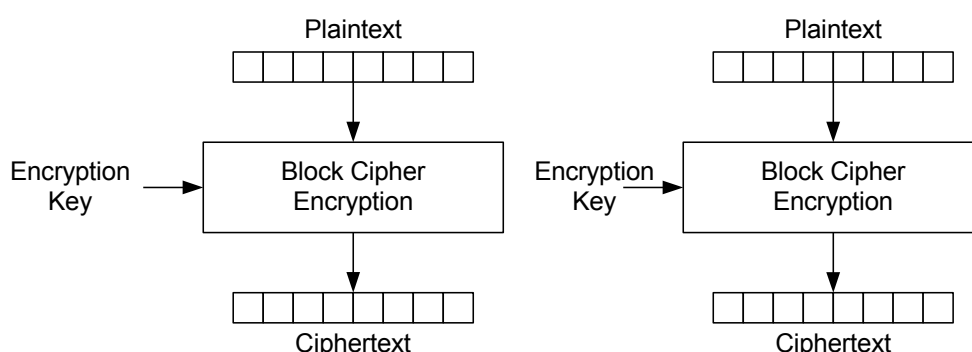 Plaintext
Plaintext
Encryption
Key
Block Cipher
Encryption
Encryption
Key
Block Cipher
Encryption
Ciphertext
Ciphertext